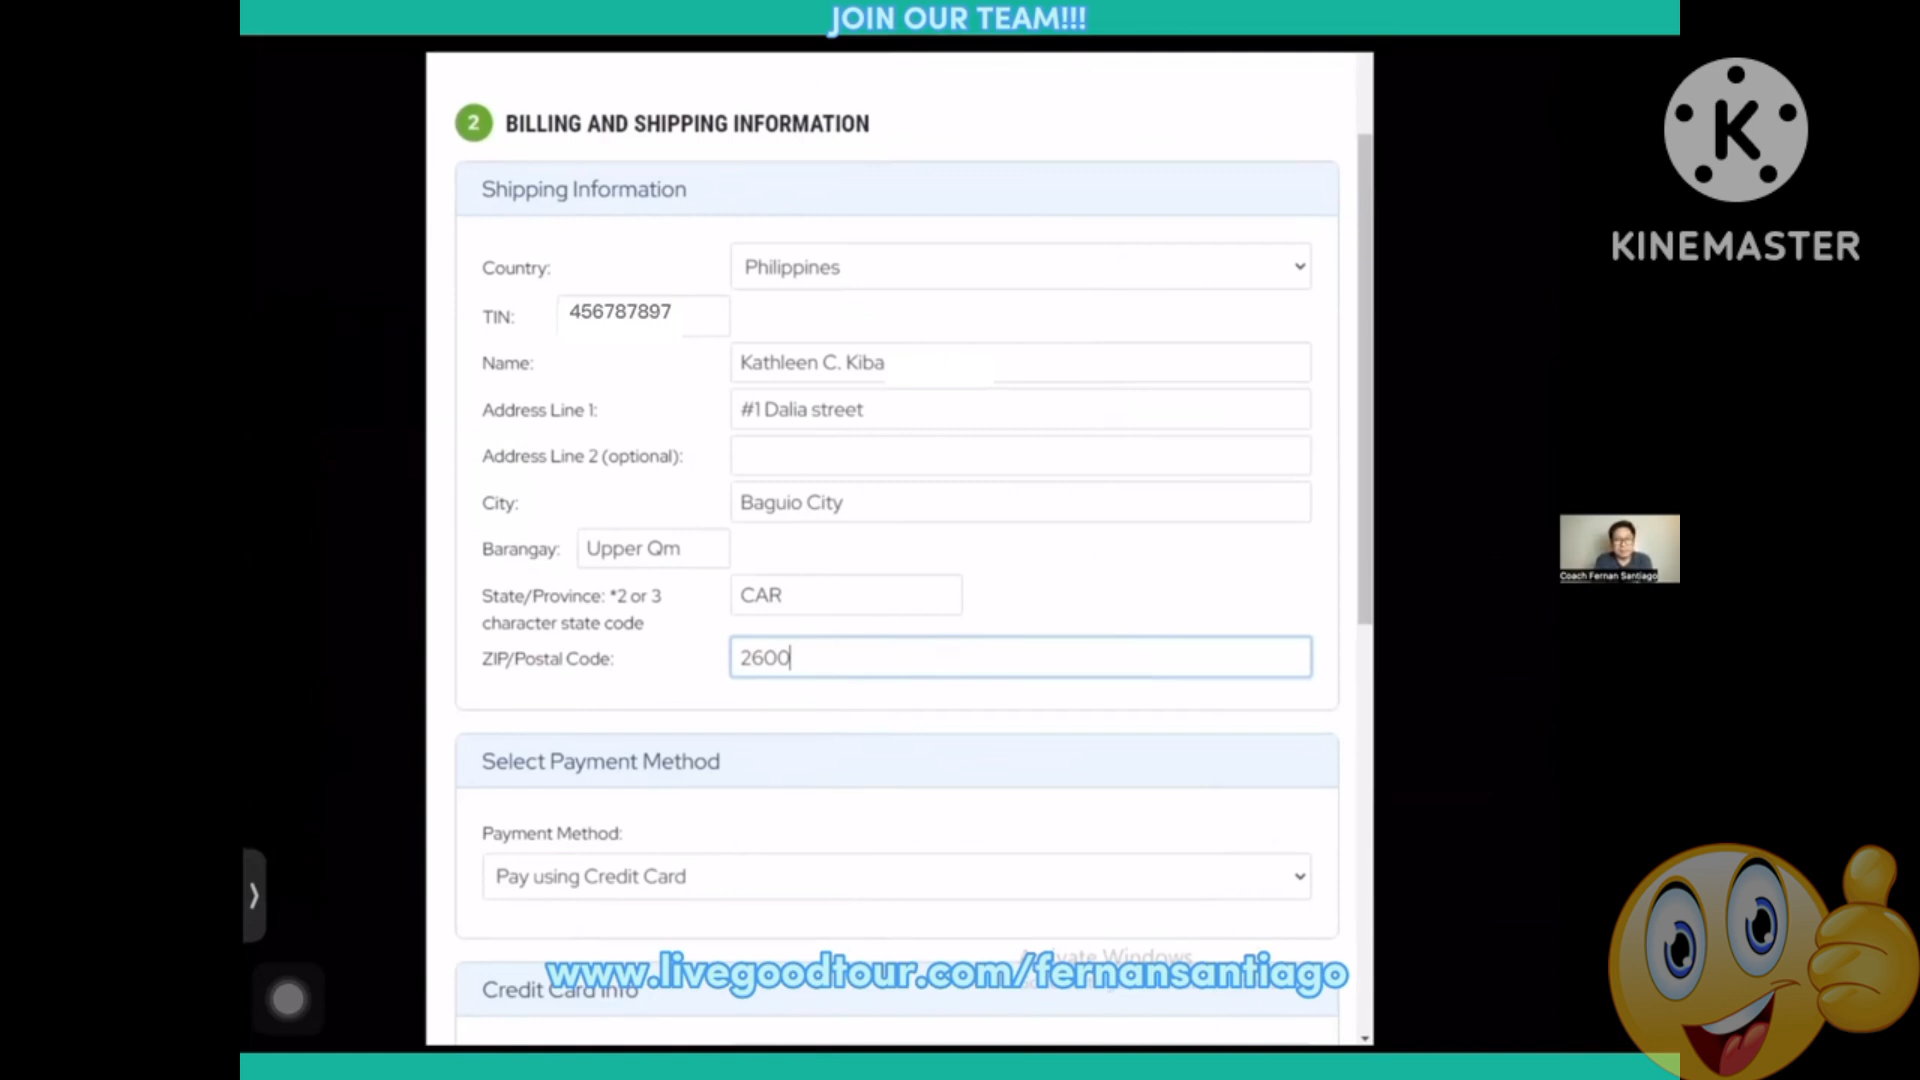 JOIN OUR TEAM!!!
K
KINEMASTER
2 BILLING AND SHIPPING INFORMATION
Shipping Information
Country: Philippines
TIN: 456787897
Name: Kathleen C. Kiba
Address Line 1: #1 Dalia street
Address Line 2 (optional):
City: Baguio City
Barangay: Upper Qm
State/Province: *2 or 3 CAR
character state code
ZIP/Postal Code: 2600
Coach Fernan Santiago
Select Payment Method
Payment Method:
Pay using Credit Card
Activate Windows
www.livegoodtour.com/fernansantiago
Credit Card Info